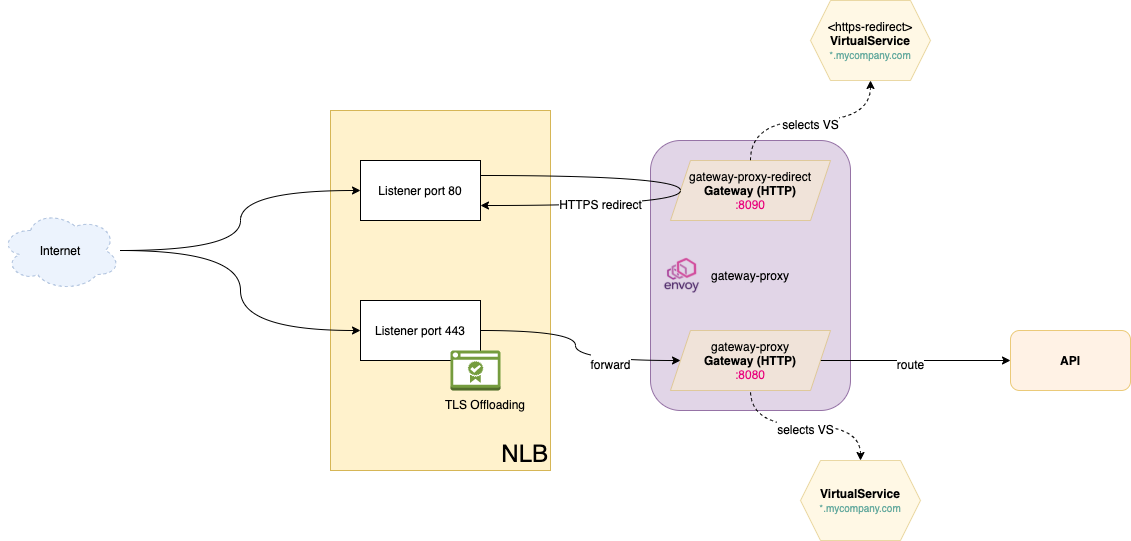 <https-redirect>
VirtualService
*.mycompany.com
selects VS
gateway-proxy-redirect
Gateway (HTTP)
:8090
Listener port 80
HTTPS redirect
Internet
envoy
gateway-proxy
Listener port 443
forward
gateway-proxy
Gateway (HTTP)
:8080
route
API
TLS Offloading
NLB
selects VS
VirtualService
*.mycompany.com